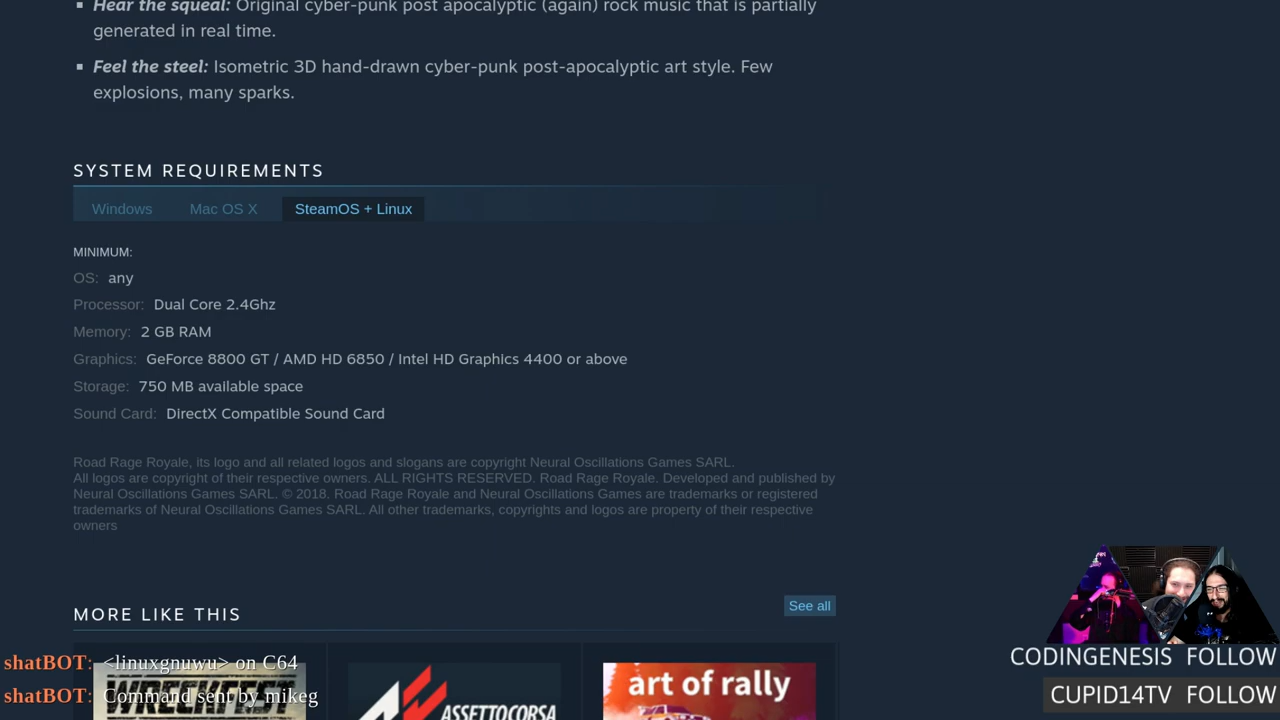 Hear the squeal: Original cyber-punk post apocalyptic (again) rock music that is partially
generated in real time.
Feel the steel: Isometric 3D hand-drawn cyber-punk post-apocalyptic art style. Few
explosions, many sparks.
SYSTEM REQUIREMENTS
Windows Mac OS X SteamOS + Linux
MINIMUM:
OS: any
Processor: Dual Core 2.4Ghz
Memory: 2 GB RAM
Graphics: GeForce 8800 GT / AMD HD 6850 / Intel HD Graphics 4400 or above
Storage: 750 MB available space
Sound Card: DirectX Compatible Sound Card
Road Rage Royale, its logo and all related logos and slogans are copyright Neural Oscillations Games SARL.
All logos are copyright of their respective owners. ALL RIGHTS RESERVED. Road Rage Royale. Developed and published by
Neural Oscillations Games SARL. © 2018. Road Rage Royale and Neural Oscillations Games are trademarks or registered
trademarks of Neural Oscillations Games SARL. All other trademarks, copyrights and logos are property of their respective
owners
MORE LIKE THIS
See all
shatBOT: <linuxgnuwu> on C64
shatBOT: Command sent by mikeg
WRECKFEST
ASSETTO CORSA
art of rally
CODINGENESIS FOLLOW
CUPID14TV FOLLOW